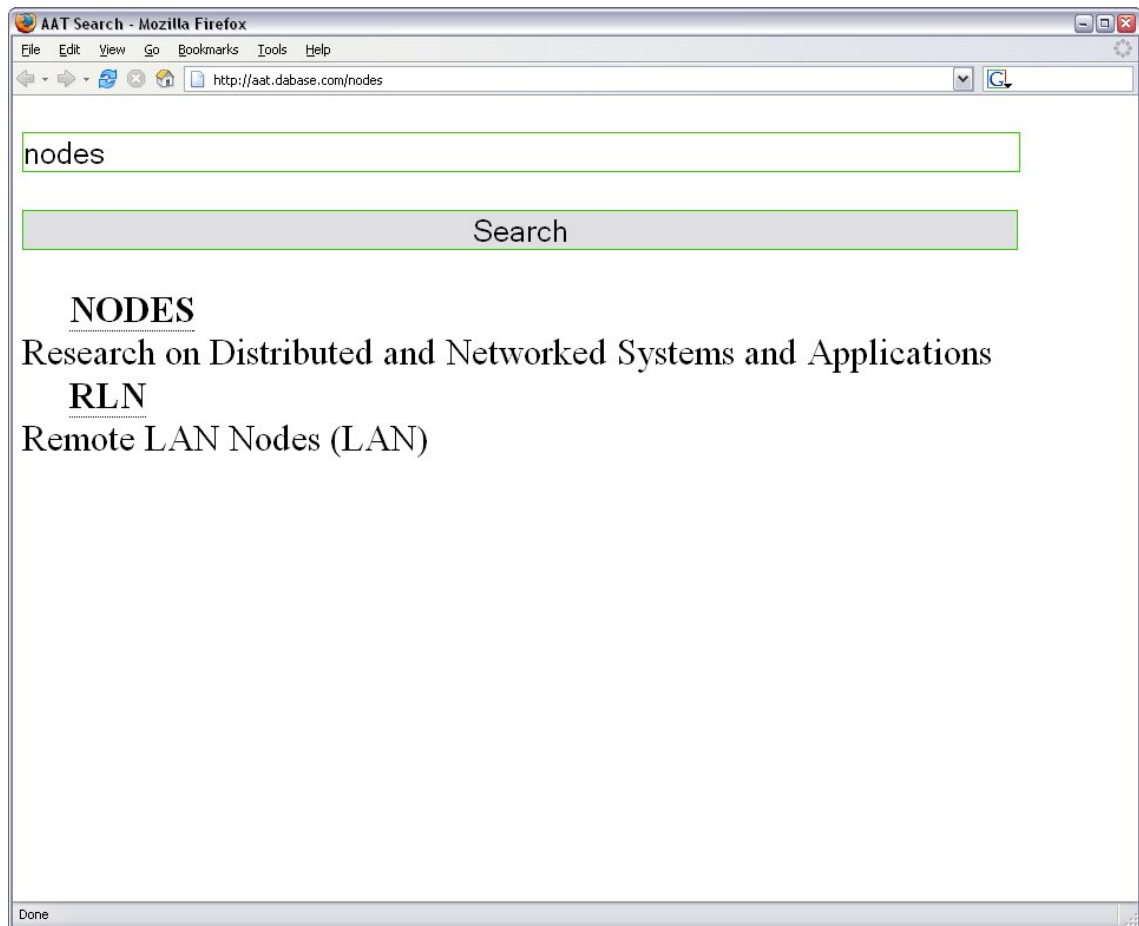 AAT Search - Mozilla Firefox
File Edit View Go Bookmarks Tools Help
http://aat.dabase.com/nodes G
nodes
Search
NODES
Research on Distributed and Networked Systems and Applications
RLN
Remote LAN Nodes (LAN)
Done